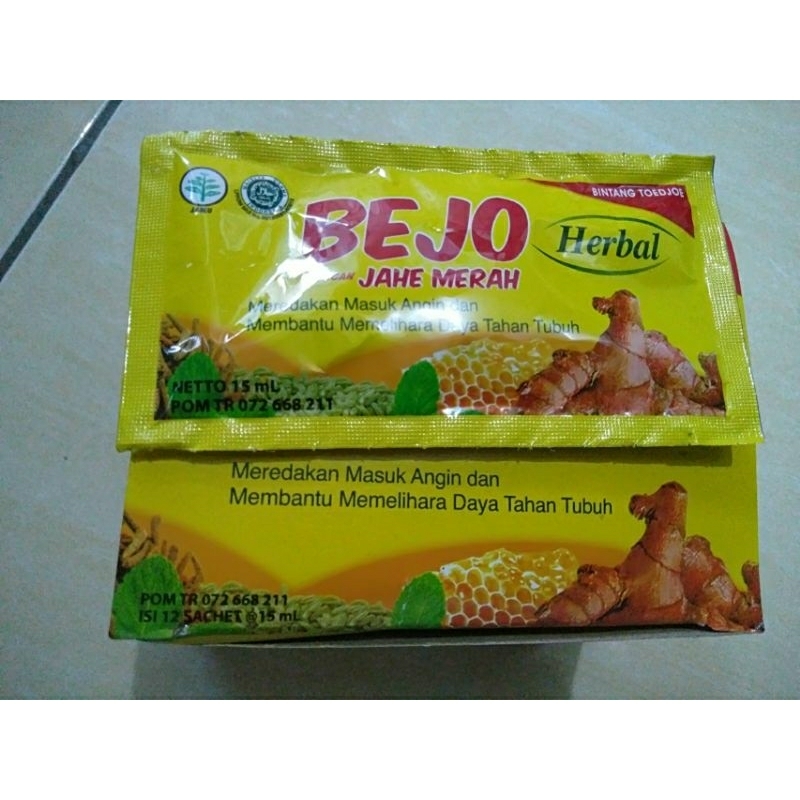 BINTANG TOEDJOE
JAMU
BEJO
Herbal
JAHE MERAH
Meredakan Masuk Angin dan
Membantu Memelihara Daya Tahan Tubuh
NETTO 15 mL
POM TR 072 668 211
Meredakan Masuk Angin dan
Membantu Memelihara Daya Tahan Tubuh
POM TR 072 668 211
ISI 12 SACHET @15 mL